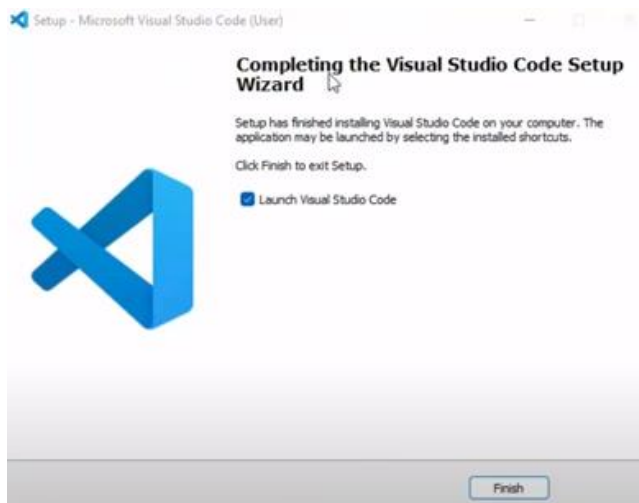 Setup - Microsoft Visual Studio Code (User)
Completing the Visual Studio Code Setup
Wizard
Setup has finished installing Visual Studio Code on your computer. The
application may be launched by selecting the installed shortcuts.
Click Finish to exit Setup.
Launch Visual Studio Code
Finish